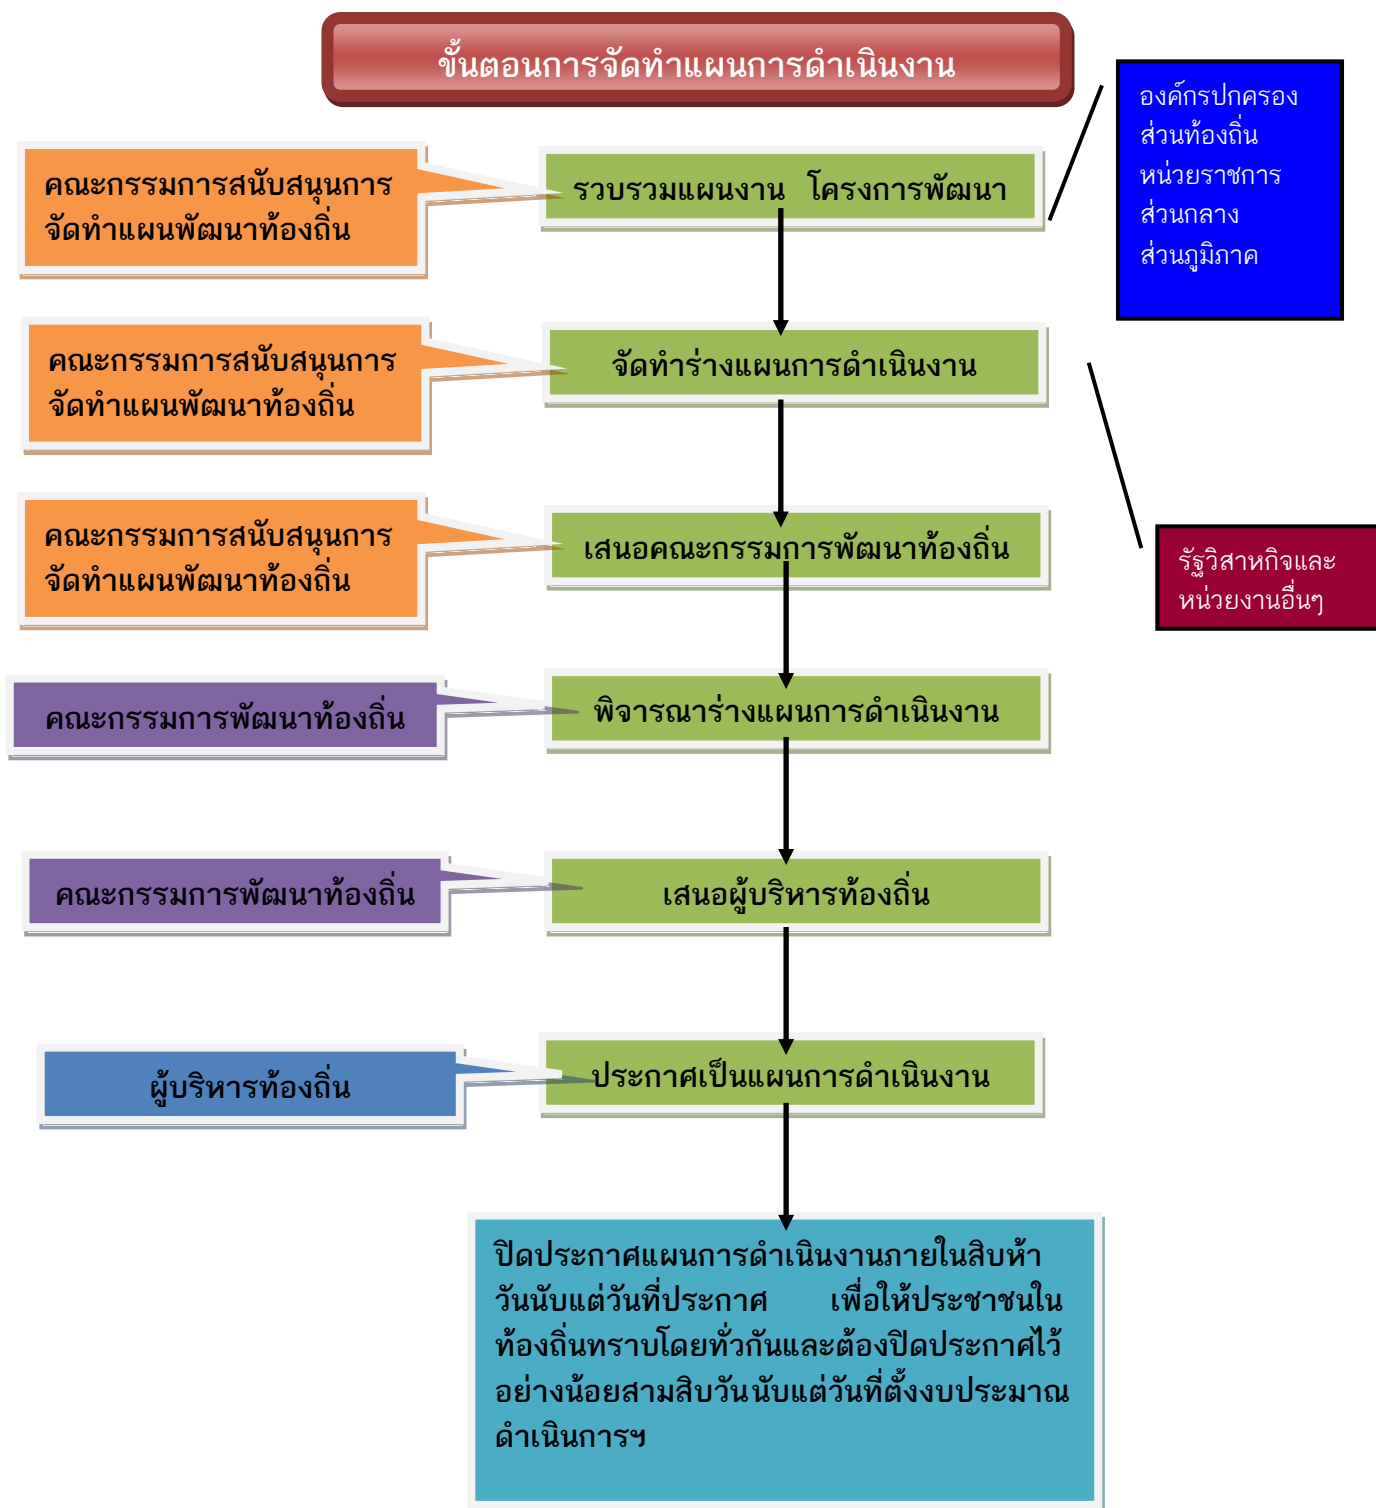 ขั้นตอนการจัดทำแผนการดำเนินงาน
องค์กรปกครอง
ส่วนท้องถิ่น
หน่วยราชการ
ส่วนกลาง
ส่วนภูมิภาค
คณะกรรมการสนับสนุนการ
จัดทำแผนพัฒนาท้องถิ่น
รวบรวมแผนงาน โครงการพัฒนา
คณะกรรมการสนับสนุนการ
จัดทำแผนพัฒนาท้องถิ่น
จัดทำร่างแผนการดำเนินงาน
คณะกรรมการสนับสนุนการ
จัดทำแผนพัฒนาท้องถิ่น
เสนอคณะกรรมการพัฒนาท้องถิ่น
รัฐวิสาหกิจและ
หน่วยงานอื่นๆ
คณะกรรมการพัฒนาท้องถิ่น
พิจารณาร่างแผนการดำเนินงาน
คณะกรรมการพัฒนาท้องถิ่น
เสนอผู้บริหารท้องถิ่น
ผู้บริหารท้องถิ่น
ประกาศเป็นแผนการดำเนินงาน
ปิดประกาศแผนการดำเนินงานภายในสิบห้า
วันนับแต่วันที่ประกาศ เพื่อให้ประชาชนใน
ท้องถิ่นทราบโดยทั่วกันและต้องปิดประกาศไว้
อย่างน้อยสามสิบวันนับแต่วันที่ตั้งงบประมาณ
ดำเนินการฯ